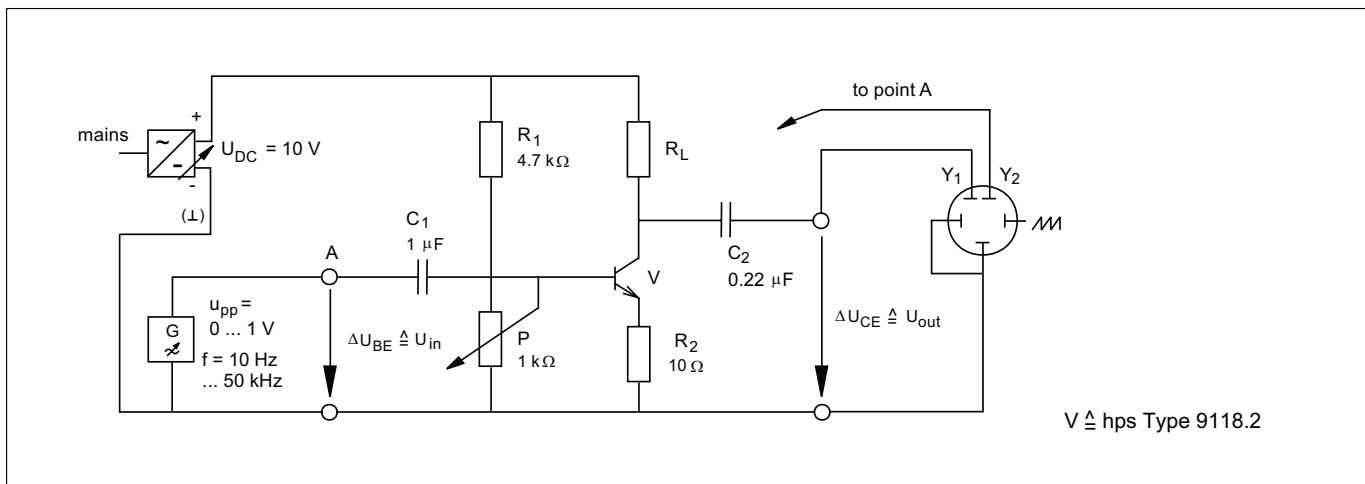 to point A
mains
+
~
-
U_DC = 10 V
-
(⊥)
R_1
4.7 kΩ
R_L
Y_1 Y_2
C_1
1 µF
A
C_2
0.22 µF
V
G
u_pp =
0 ... 1 V
f = 10 Hz
... 50 kHz
ΔU_BE ≙ U_in
P
1 kΩ
R_2
10 Ω
ΔU_CE ≙ U_out
V ≙ hps Type 9118.2